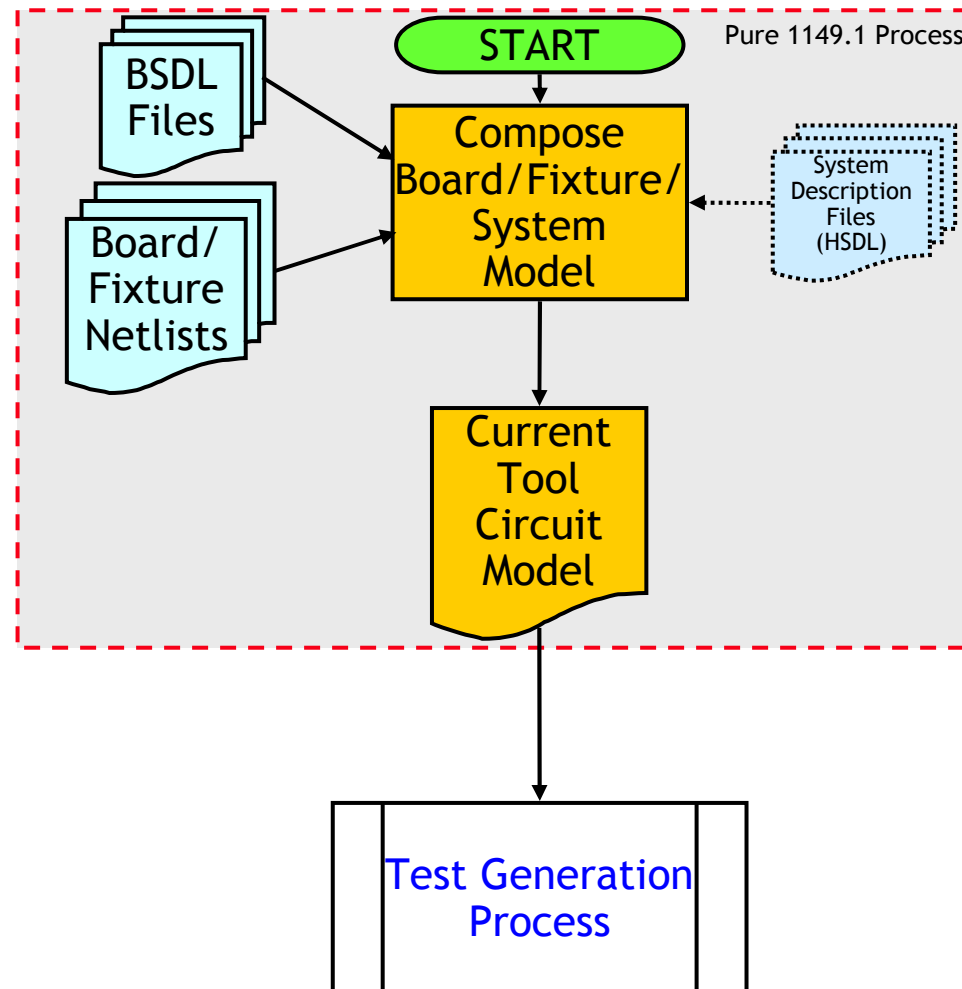 START
Pure 1149.1 Process
BSDL
Files
Compose
Board/Fixture/
System
Model
System
Description
Files
(HSDL)
Board/
Fixture
Netlists
Current
Tool
Circuit
Model
Test Generation
Process